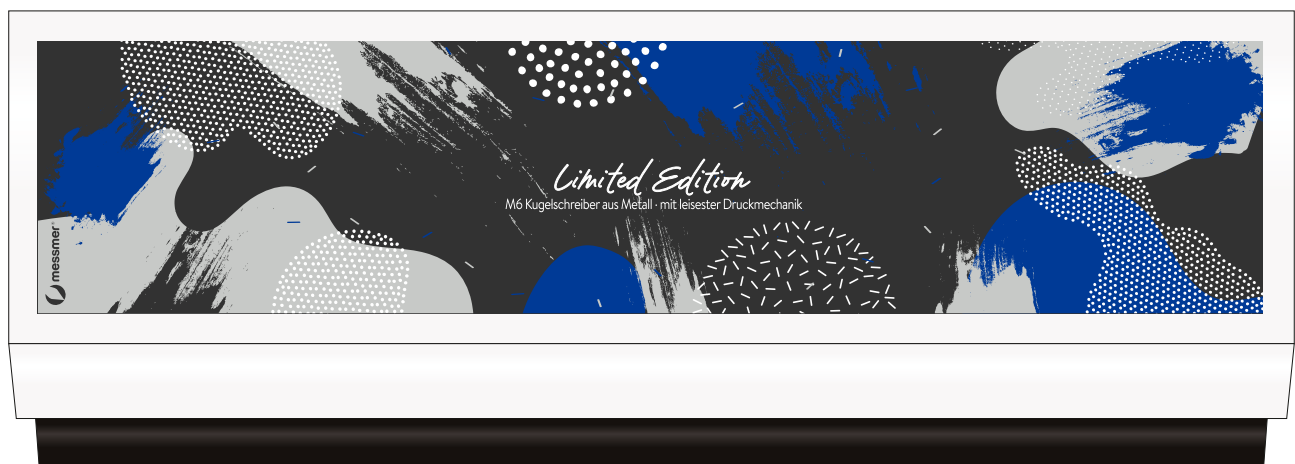 Limited Edition
M6 Kugelschreiber aus Metall · mit leisester Druckmechanik
messmer